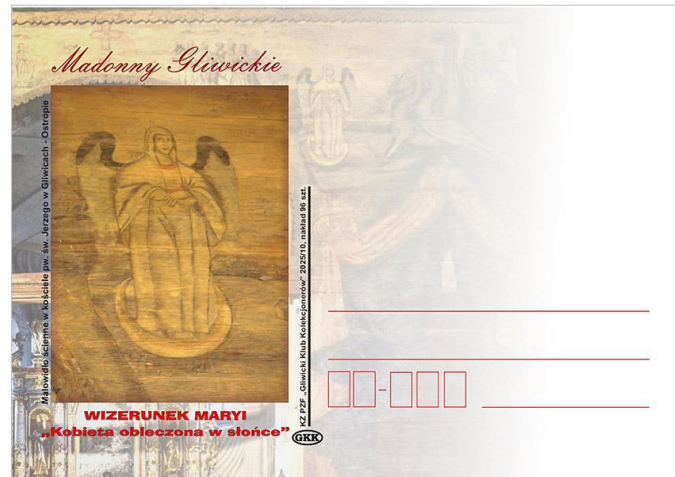 Madonny Gliwickie
Malowidło ścienne w kościele pw. św. Jerzego w Gliwicach - Ostropie
WIZERUNEK MARYI
„Kobieta obleczona w słońce”
KZ PZF „Gliwicki Klub Kolekcjonerów” 2025/10, nakład 96 szt.
GKK